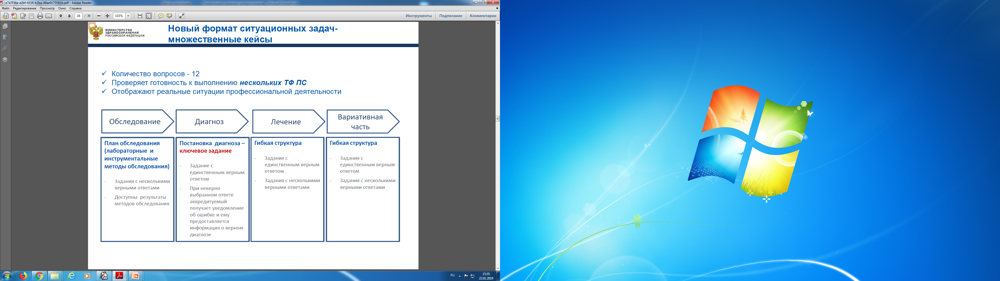 e7a7f36a-e2bf-4156-b2ba-48ae0c73561b.pdf - Adobe Reader
Файл Редактирование Просмотр Окно Справка
16 / 39 115% Инструменты Подписание Комментарии
МИНИСТЕРСТВО
ЗДРАВООХРАНЕНИЯ
РОССИЙСКОЙ ФЕДЕРАЦИИ
Новый формат ситуационных задач-
множественные кейсы
✓ Количество вопросов - 12
✓ Проверяет готовность к выполнению нескольких ТФ ПС
✓ Отображают реальные ситуации профессиональной деятельности
Обследование
Диагноз
Лечение
Вариативная
часть
План обследования
(лабораторные и
инструментальные
методы обследования)
- Задания с несколькими
верными ответами
- Доступны результаты
методов обследования
Постановка диагноза –
ключевое задание
- Задание с
единственным верным
ответом
- При неверно
выбранном ответе
аккредитуемый
получает уведомление
об ошибке и ему
предоставляется
информация о верном
диагнозе
Гибкая структура
- Задания с
единственным верным
ответом
- Задания с несколькими
верными ответами
Гибкая структура
- Задания с
единственным верным
ответом
- Задания с несколькими
верными ответами
RU
15:35
22.01.2019